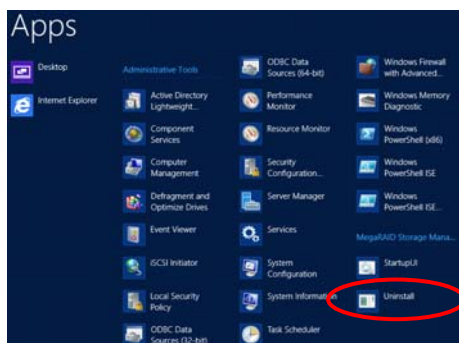 Apps
Desktop
Internet Explorer
Administrative Tools
Active Directory
Lightweight...
Component
Services
Computer
Management
Defragment and
Optimize Drives
Event Viewer
iSCSI Initiator
Local Security
Policy
ODBC Data
Sources (32-bit)
ODBC Data
Sources (64-bit)
Performance
Monitor
Resource Monitor
Security
Configuration...
Server Manager
Services
System
Configuration
System Information
Task Scheduler
Windows Firewall
with Advanced...
Windows Memory
Diagnostic
Windows
PowerShell (x86)
Windows
PowerShell ISE
Windows
PowerShell ISE...
MegaRAID Storage Mana...
StartupUI
Uninstall